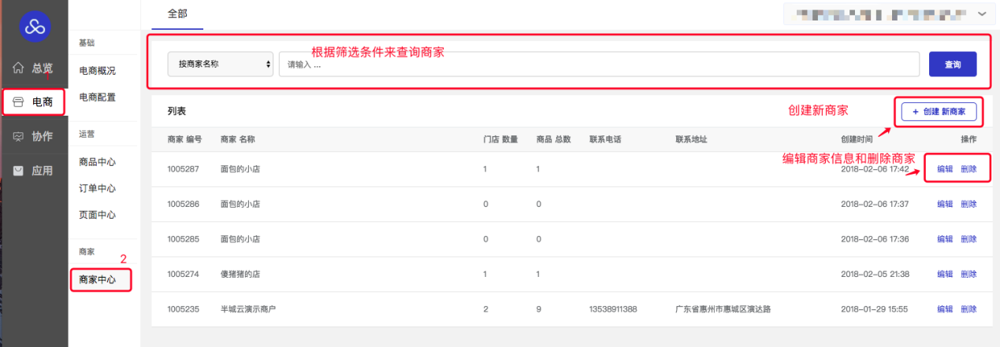 全部
基础
总览
1
电商概况
电商
电商配置
协作
运营
应用
商品中心
订单中心
页面中心
商家
2
商家中心
根据筛选条件来查询商家
按商家名称
请输入 ...
查询
列表
创建新商家
+ 创建 新商家
商家 编号 商家 名称 门店 数量 商品 总数 联系电话 联系地址 创建时间 操作
编辑商家信息和删除商家
1005287 面包的小店 1 1 2018-02-06 17:42 编辑 删除
1005286 面包的小店 0 0 2018-02-06 17:37 编辑 删除
1005285 面包的小店 0 0 2018-02-06 17:36 编辑 删除
1005274 傻猪猪的店 1 1 2018-02-05 21:38 编辑 删除
1005235 半城云演示商户 2 9 13538911388 广东省惠州市惠城区演达路 2018-01-29 15:55 编辑 删除